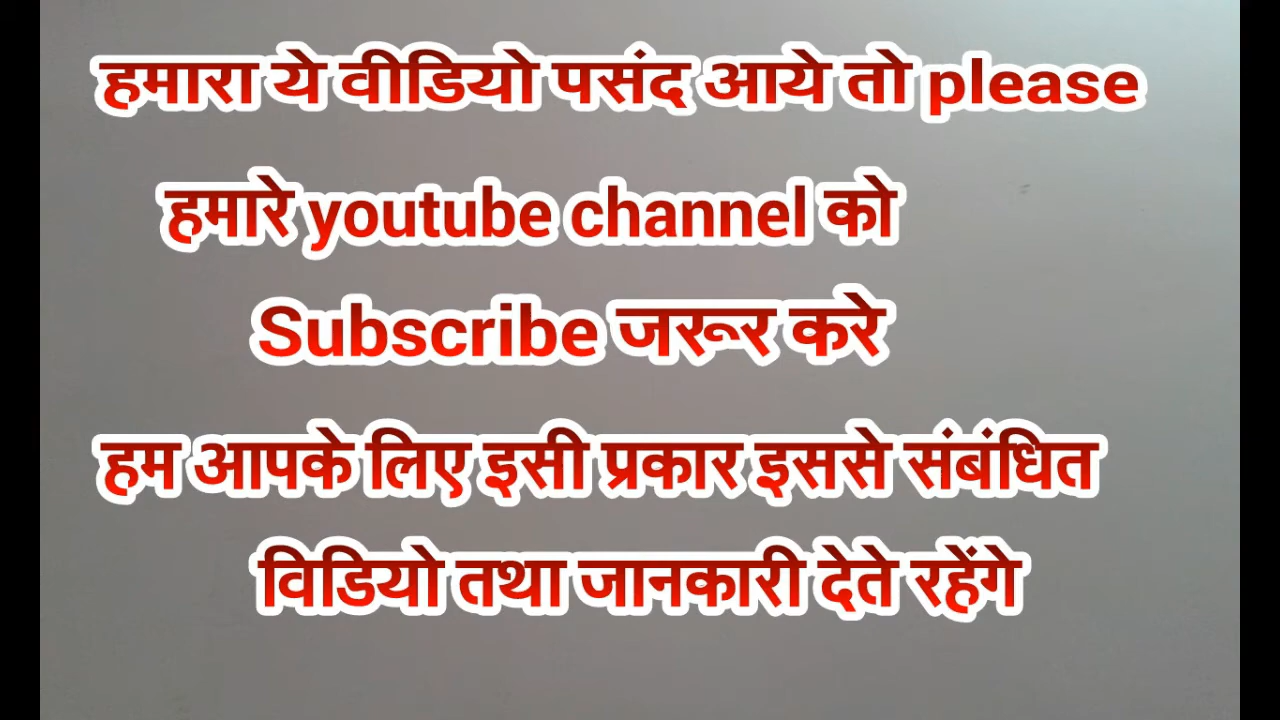 हमारा ये वीडियो पसंद आये तो please
हमारे youtube channel को
Subscribe जरूर करे
हम आपके लिए इसी प्रकार इससे संबंधित
विडियो तथा जानकारी देते रहेंगे